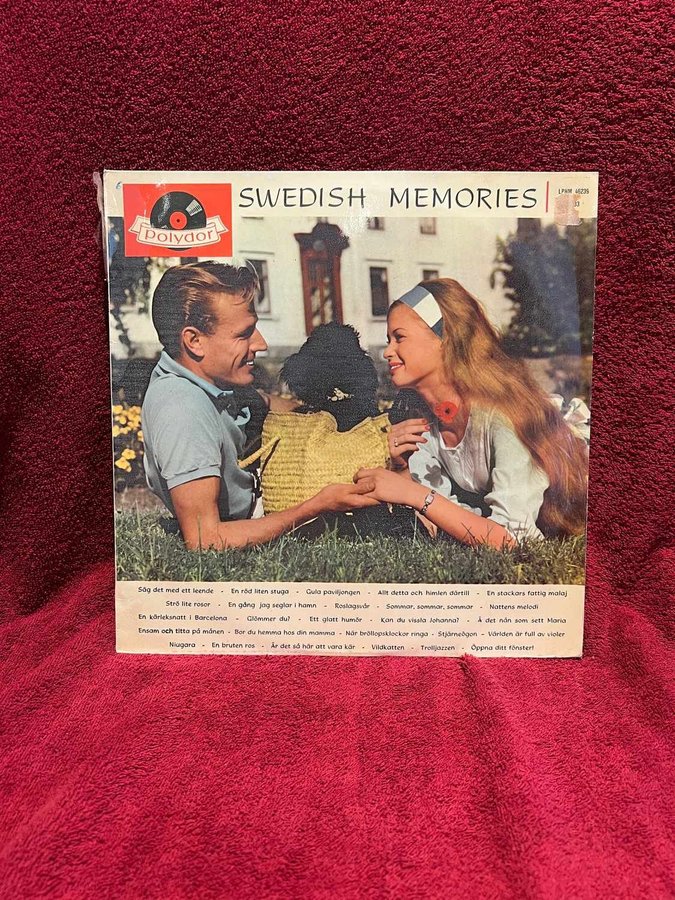 polydor
SWEDISH MEMORIES
LPHM 46235
Säg det med ett leende - En röd liten stuga - Gula paviljongen - Allt detta och himlen därtill - En stackars fattig malaj
Strö lite rosor - En gång jag seglar i hamn - Roslagsvår - Sommar, sommar, sommar - Nattens melodi
En kärleksnatt i Barcelona - Glömmer du? - Ett glatt humör - Kan du vissla Johanna? - Å det nån som sett Maria
Ensam och titta på månen - Bor du hemma hos din mamma - När bröllopsklockor ringa - Stjärneögon - Världen är full av violer
Niugara - En bruten ros - Är det så här att vara kär - Vildkatten - Trolljazzen - Öppna ditt fönster!